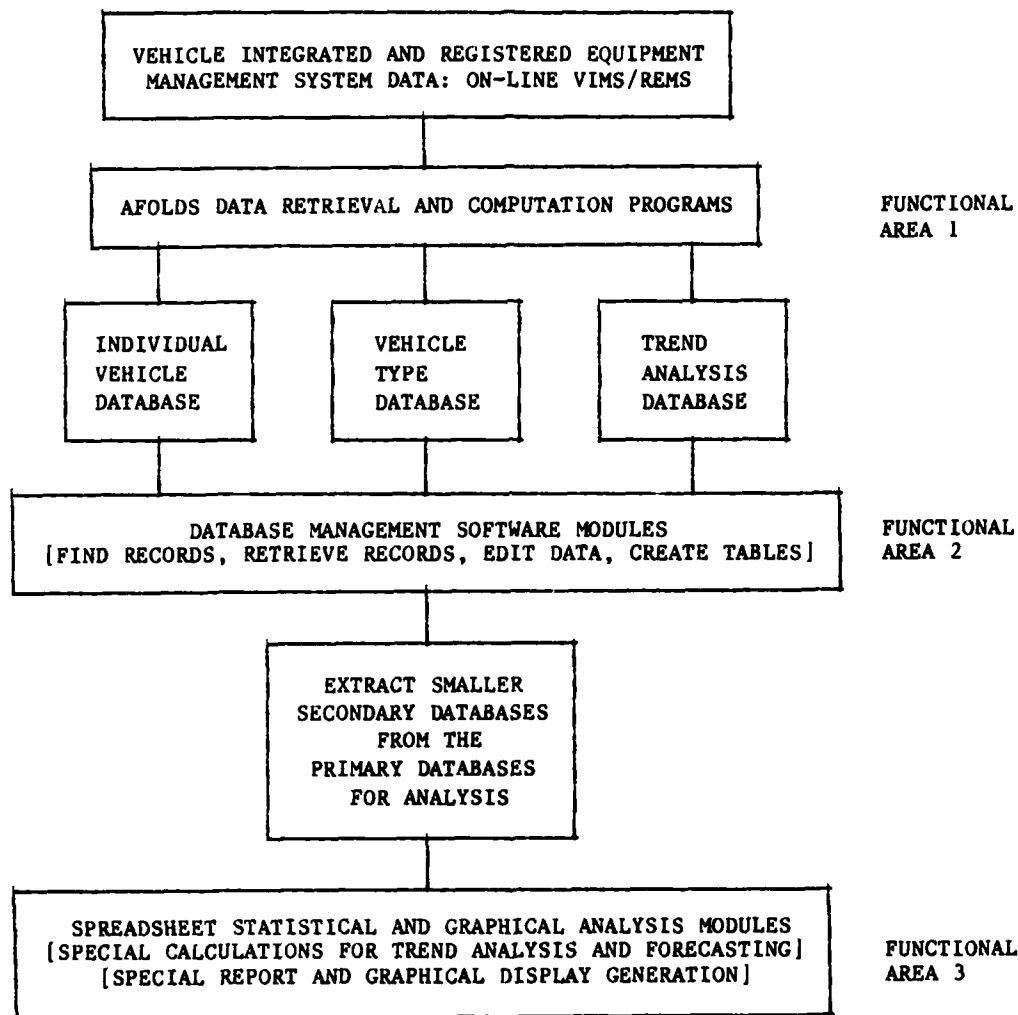 VEHICLE INTEGRATED AND REGISTERED EQUIPMENT
MANAGEMENT SYSTEM DATA: ON-LINE VIMS/REMS
AFOLDS DATA RETRIEVAL AND COMPUTATION PROGRAMS
FUNCTIONAL
AREA 1
INDIVIDUAL
VEHICLE
DATABASE
VEHICLE
TYPE
DATABASE
TREND
ANALYSIS
DATABASE
DATABASE MANAGEMENT SOFTWARE MODULES
[FIND RECORDS, RETRIEVE RECORDS, EDIT DATA, CREATE TABLES]
FUNCTIONAL
AREA 2
EXTRACT SMALLER
SECONDARY DATABASES
FROM THE
PRIMARY DATABASES
FOR ANALYSIS
SPREADSHEET STATISTICAL AND GRAPHICAL ANALYSIS MODULES
[SPECIAL CALCULATIONS FOR TREND ANALYSIS AND FORECASTING]
[SPECIAL REPORT AND GRAPHICAL DISPLAY GENERATION]
FUNCTIONAL
AREA 3